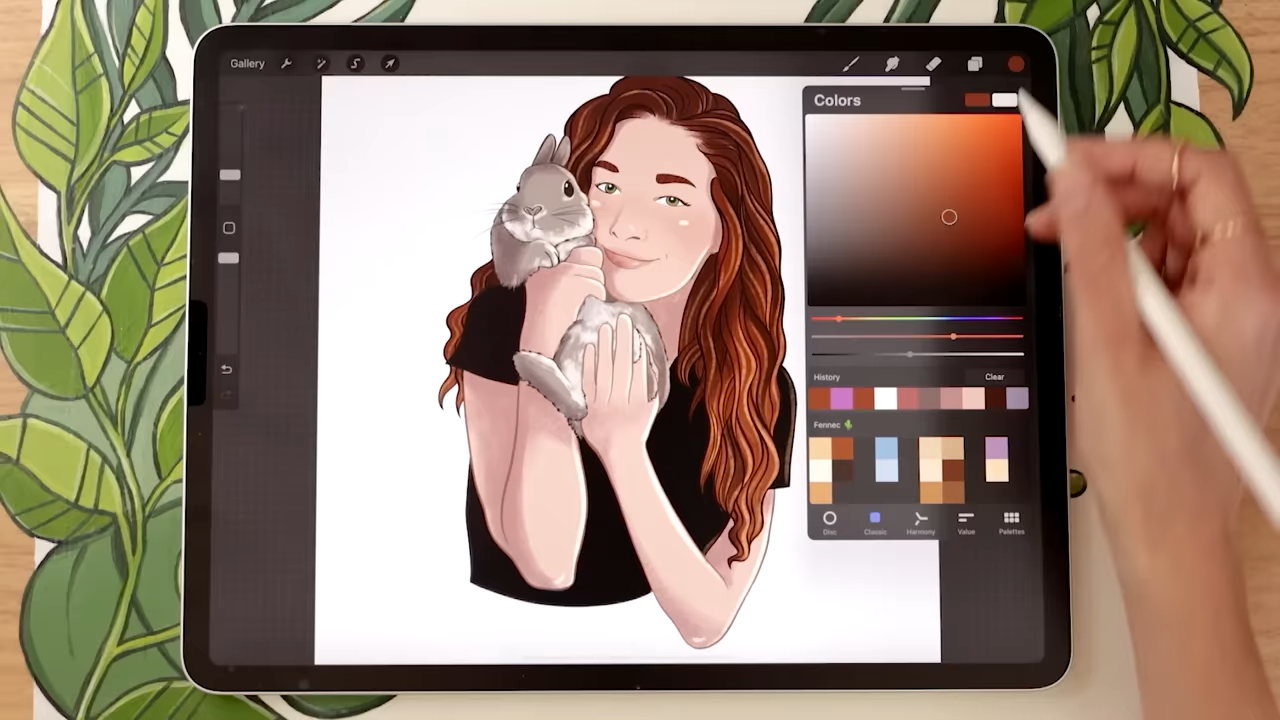 Gallery
Colors
History Clear
Fennec
Disc Classic Harmony Value Palettes